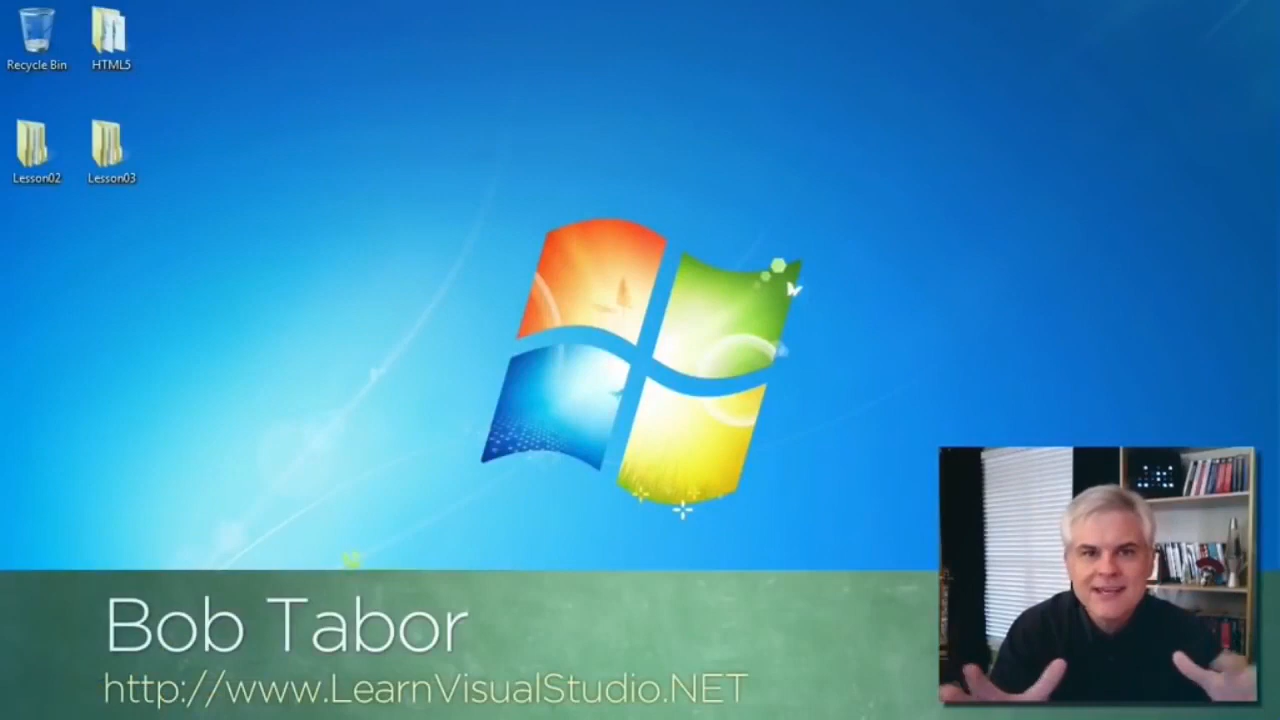 Recycle Bin
HTML5
Lesson02
Lesson03
Bob Tabor
http://www.LearnVisualStudio.NET